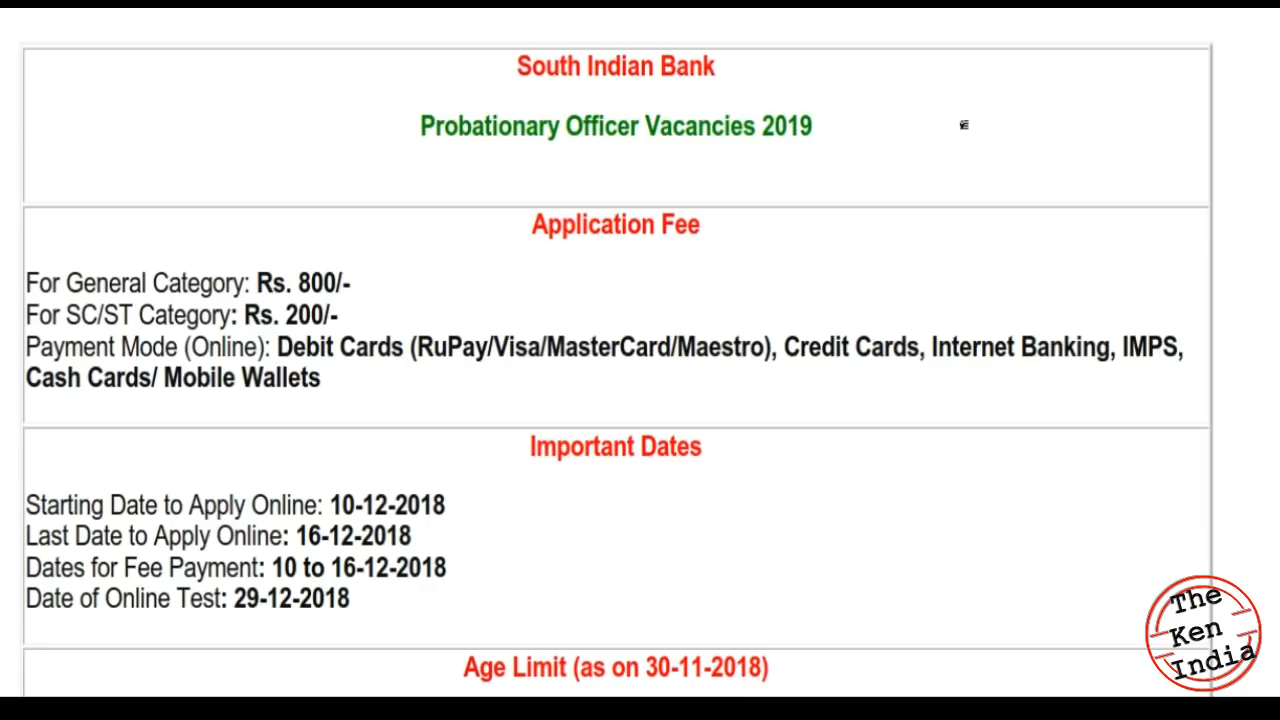 South Indian Bank
Probationary Officer Vacancies 2019
Application Fee
For General Category: Rs. 800/-
For SC/ST Category: Rs. 200/-
Payment Mode (Online): Debit Cards (RuPay/Visa/MasterCard/Maestro), Credit Cards, Internet Banking, IMPS,
Cash Cards/ Mobile Wallets
Important Dates
Starting Date to Apply Online: 10-12-2018
Last Date to Apply Online: 16-12-2018
Dates for Fee Payment: 10 to 16-12-2018
Date of Online Test: 29-12-2018
Age Limit (as on 30-11-2018)
The
Ken
India